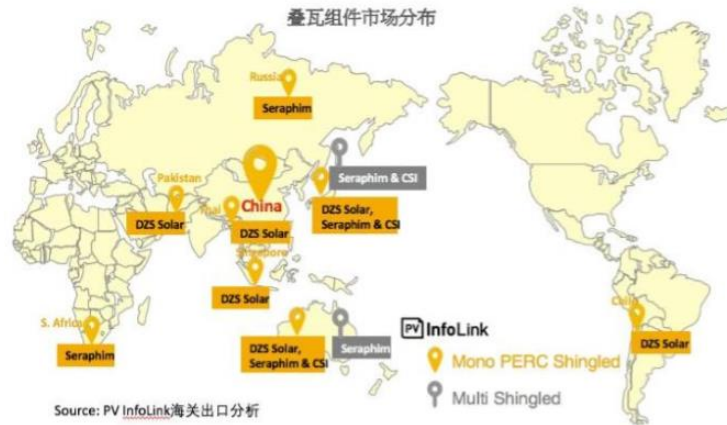 叠瓦组件市场分布
Russia
Seraphim
Seraphim & CSI
Pakistan
China
DZS Solar
DZS Solar
DZS Solar,
Seraphim & CSI
Singapore
DZS Solar
S. Africa
Seraphim
DZS Solar,
Seraphim & CSI
Seraphim
Chile
DZS Solar
PV InfoLink
Mono PERC Shingled
Multi Shingled
Source: PV InfoLink海关出口分析